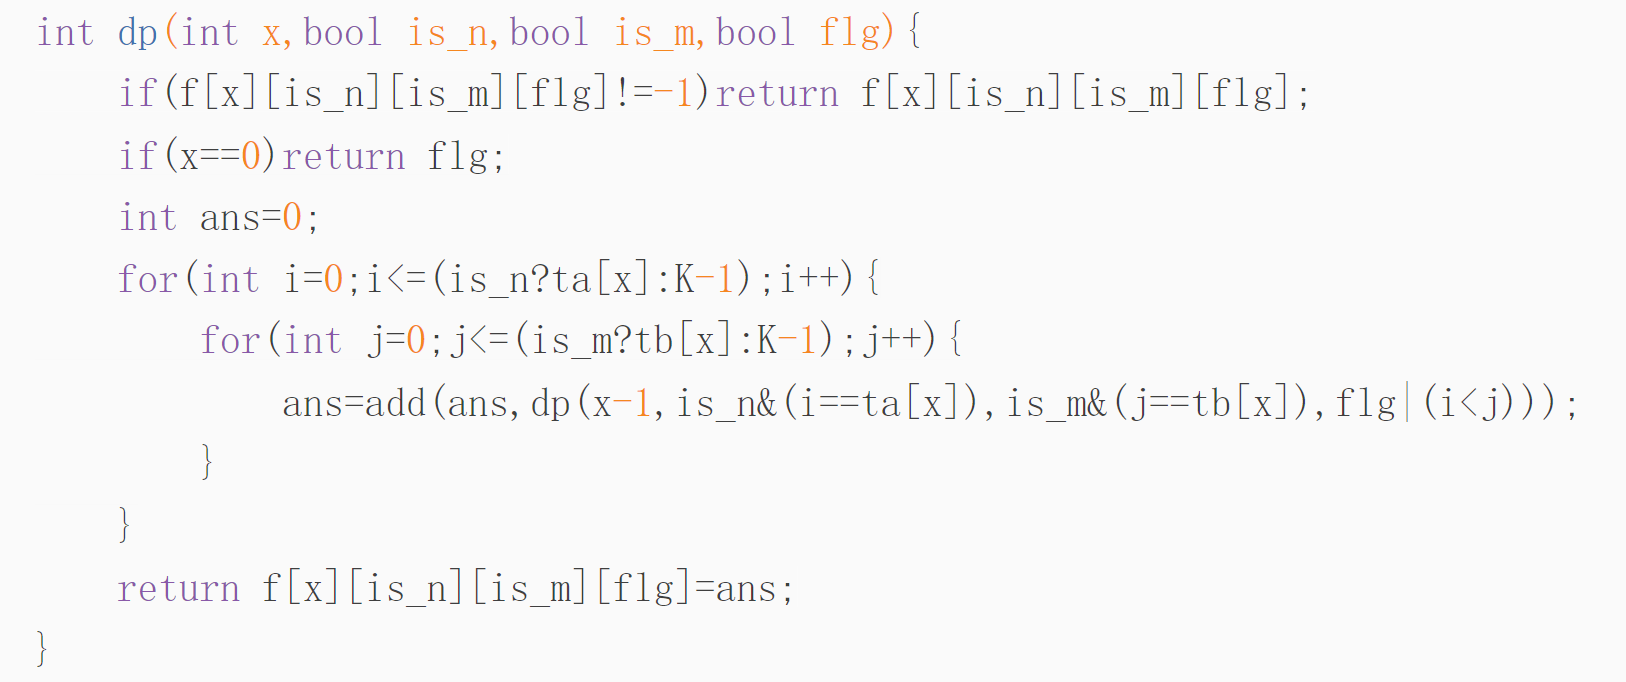 int dp(int x,bool is_n,bool is_m,bool flg){
    if(f[x][is_n][is_m][flg]!=-1)return f[x][is_n][is_m][flg];
    if(x==0)return flg;
    int ans=0;
    for(int i=0;i<=(is_n?ta[x]:K-1);i++){
        for(int j=0;j<=(is_m?tb[x]:K-1);j++){
            ans=add(ans,dp(x-1,is_n&(i==ta[x]),is_m&(j==tb[x]),flg|(i<j)));
        }
    }
    return f[x][is_n][is_m][flg]=ans;
}